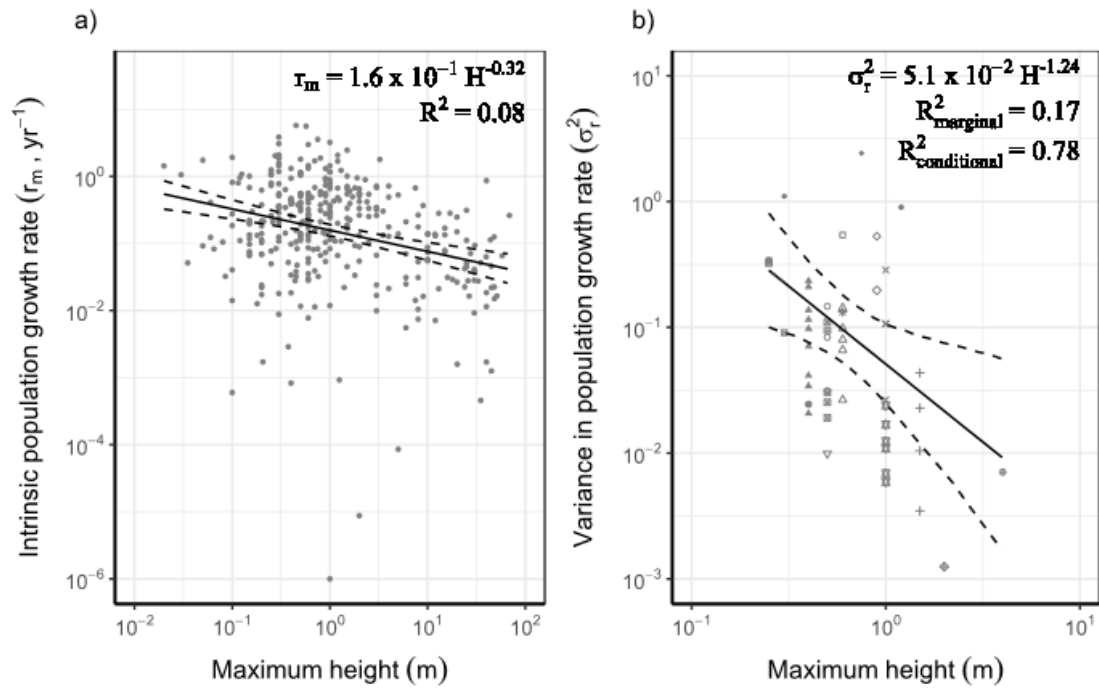 a)
r_m = 1.6 x 10^-1 H^-0.32
R^2 = 0.08
10^0
10^-2
10^-4
10^-6
Intrinsic population growth rate (r_m , yr^-1)
10^-2 10^-1 10^0 10^1 10^2
Maximum height (m)
b)
σ_r^2 = 5.1 x 10^-2 H^-1.24
R^2_marginal = 0.17
R^2_conditional = 0.78
10^1
10^0
10^-1
10^-2
10^-3
Variance in population growth rate (σ_r^2)
10^-1 10^0 10^1
Maximum height (m)